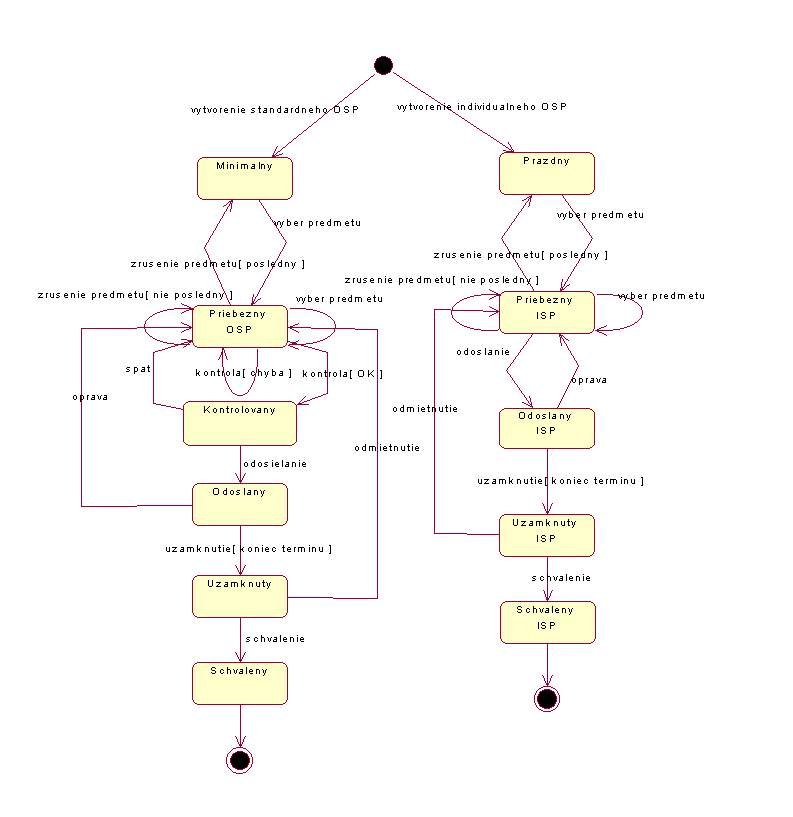 vytvorenie standardneho OSP
vytvorenie individualneho OSP
Minimalny
Prazdny
vyber predmetu
vyber predmetu
zrusenie predmetu[ posledny ]
zrusenie predmetu[ posledny ]
zrusenie predmetu[ nie posledny ]
zrusenie predmetu[ nie posledny ]
vyber predmetu
vyber predmetu
Priebezny
OSP
Priebezny
ISP
spat
kontrola[ chyba ]
kontrola[ OK ]
odoslanie
oprava
oprava
odmietnutie
Kontrolovany
Odoslany
ISP
odosielanie
odmietnutie
Odoslany
uzamknutie[ koniec terminu ]
uzamknutie[ koniec terminu ]
Uzamknuty
ISP
Uzamknuty
schvalenie
schvalenie
Schvaleny
ISP
Schvaleny